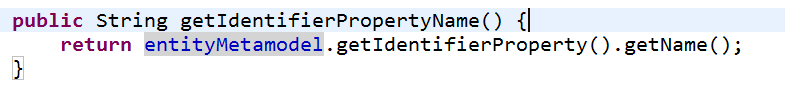 public String getIdentifierPropertyName() {
    return entityMetamodel.getIdentifierProperty().getName();
}